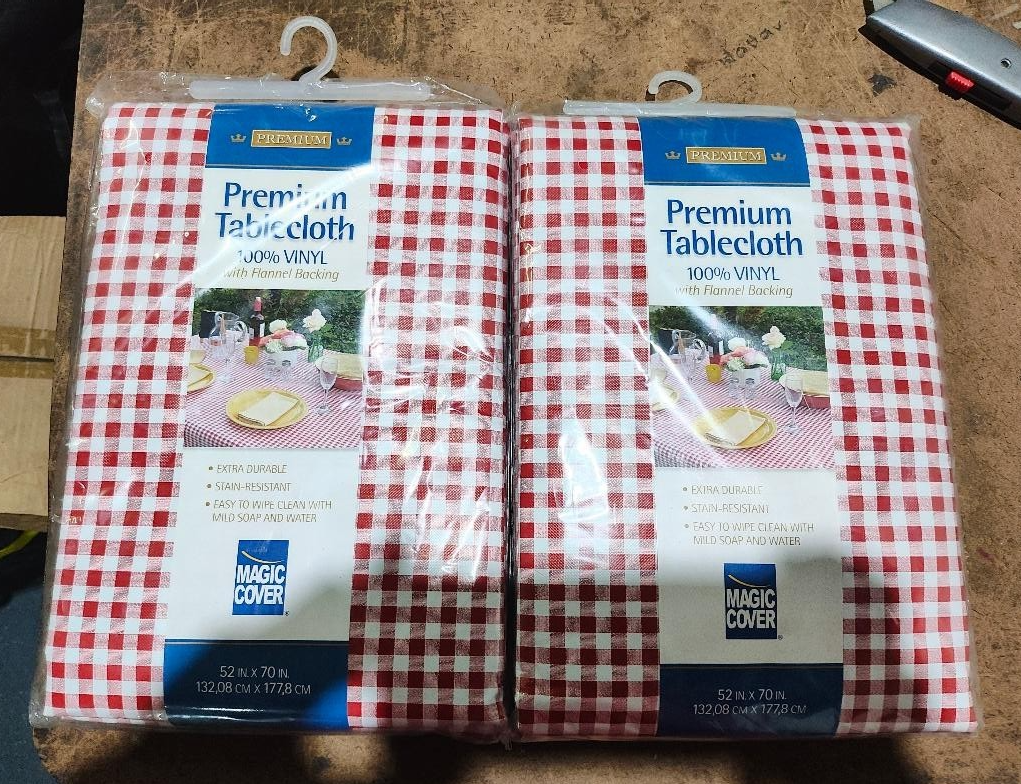 PREMIUM
Premium
Tablecloth
100% VINYL
with Flannel Backing
• EXTRA DURABLE
• STAIN-RESISTANT
• EASY TO WIPE CLEAN WITH
MILD SOAP AND WATER
MAGIC
COVER®
52 IN. X 70 IN.
132,08 CM X 177,8 CM
PREMIUM
Premium
Tablecloth
100% VINYL
with Flannel Backing
• EXTRA DURABLE
• STAIN-RESISTANT
• EASY TO WIPE CLEAN WITH
MILD SOAP AND WATER
MAGIC
COVER®
52 IN. X 70 IN.
132,08 CM X 177,8 CM